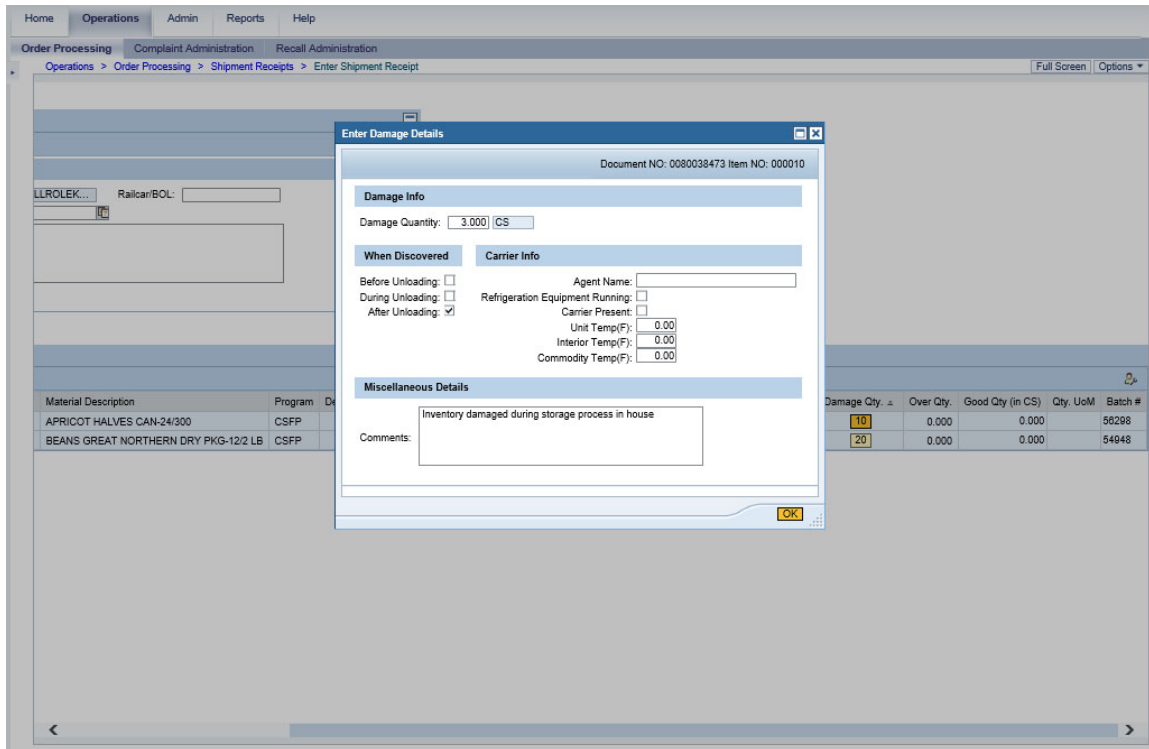 Home Operations Admin Reports Help
Order Processing Complaint Administration Recall Administration
Operations > Order Processing > Shipment Receipts > Enter Shipment Receipt Full Screen Options
Enter Damage Details
Document NO: 0080038473 Item NO: 000010
LLROLEK... Railcar/BOL:
Damage Info
Damage Quantity: 3.000 CS
When Discovered Carrier Info
Before Unloading: Agent Name:
During Unloading: Refrigeration Equipment Running:
After Unloading: Carrier Present:
Unit Temp(F): 0.00
Interior Temp(F): 0.00
Commodity Temp(F): 0.00
Miscellaneous Details
Comments: Inventory damaged during storage process in house
OK
Material Description Program De Damage Qty. Over Qty. Good Qty (in CS) Qty. UoM Batch #
APRICOT HALVES CAN-24/300 CSFP 10 0.000 0.000 56298
BEANS GREAT NORTHERN DRY PKG-12/2 LB CSFP 20 0.000 0.000 54948